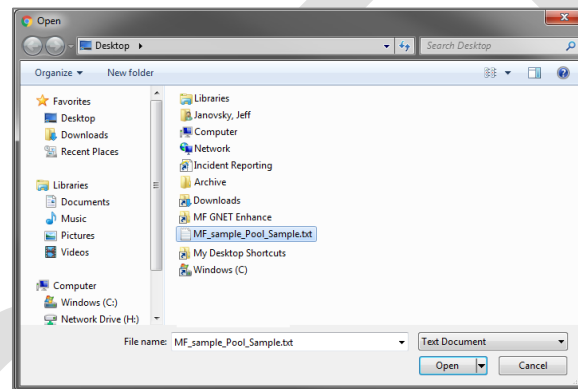 Open
Desktop
Search Desktop
Organize
New folder
Favorites
Desktop
Downloads
Recent Places
Libraries
Documents
Music
Pictures
Videos
Computer
Windows (C:)
Network Drive (H:)
Libraries
Janovsky, Jeff
Computer
Network
Incident Reporting
Archive
Downloads
MF GNET Enhance
MF_sample_Pool_Sample.txt
My Desktop Shortcuts
Windows (C)
File name: MF_sample_Pool_Sample.txt
Text Document
Open
Cancel